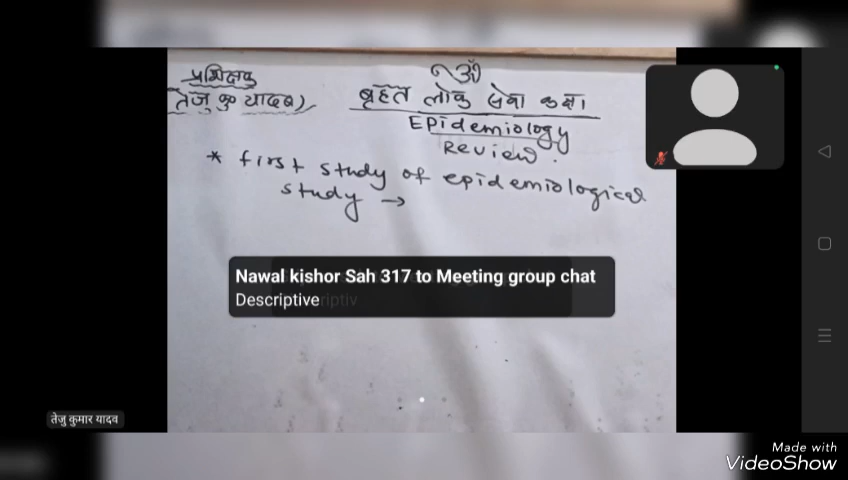 ॐ
प्रशिक्षक
तेजु कु यादव)
बृहत लोक सेवा कक्षा
Epidemiology
Review.
* first study of epidemiological
study →
Nawal kishor Sah 317 to Meeting group chat
Descriptive
तेजु कुमार यादव
Made with
VideoShow